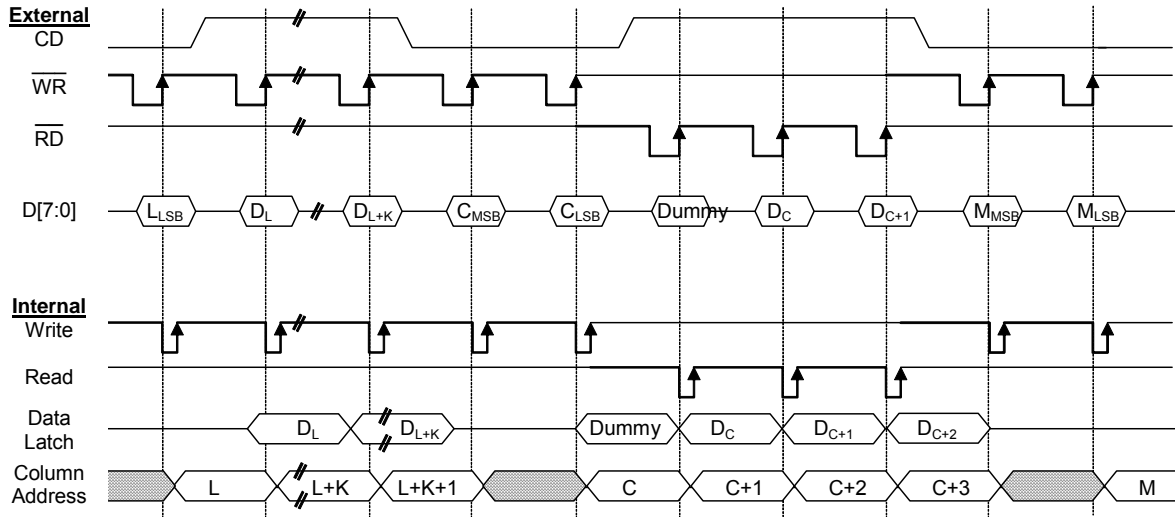 External
CD
WR
RD
D[7:0] LLSB DL DL+K CMSB CLSB Dummy DC DC+1 MMSB MLSB
Internal
Write
Read
Data Latch DL DL+K Dummy DC DC+1 DC+2
Column Address L L+K L+K+1 C C+1 C+2 C+3 M